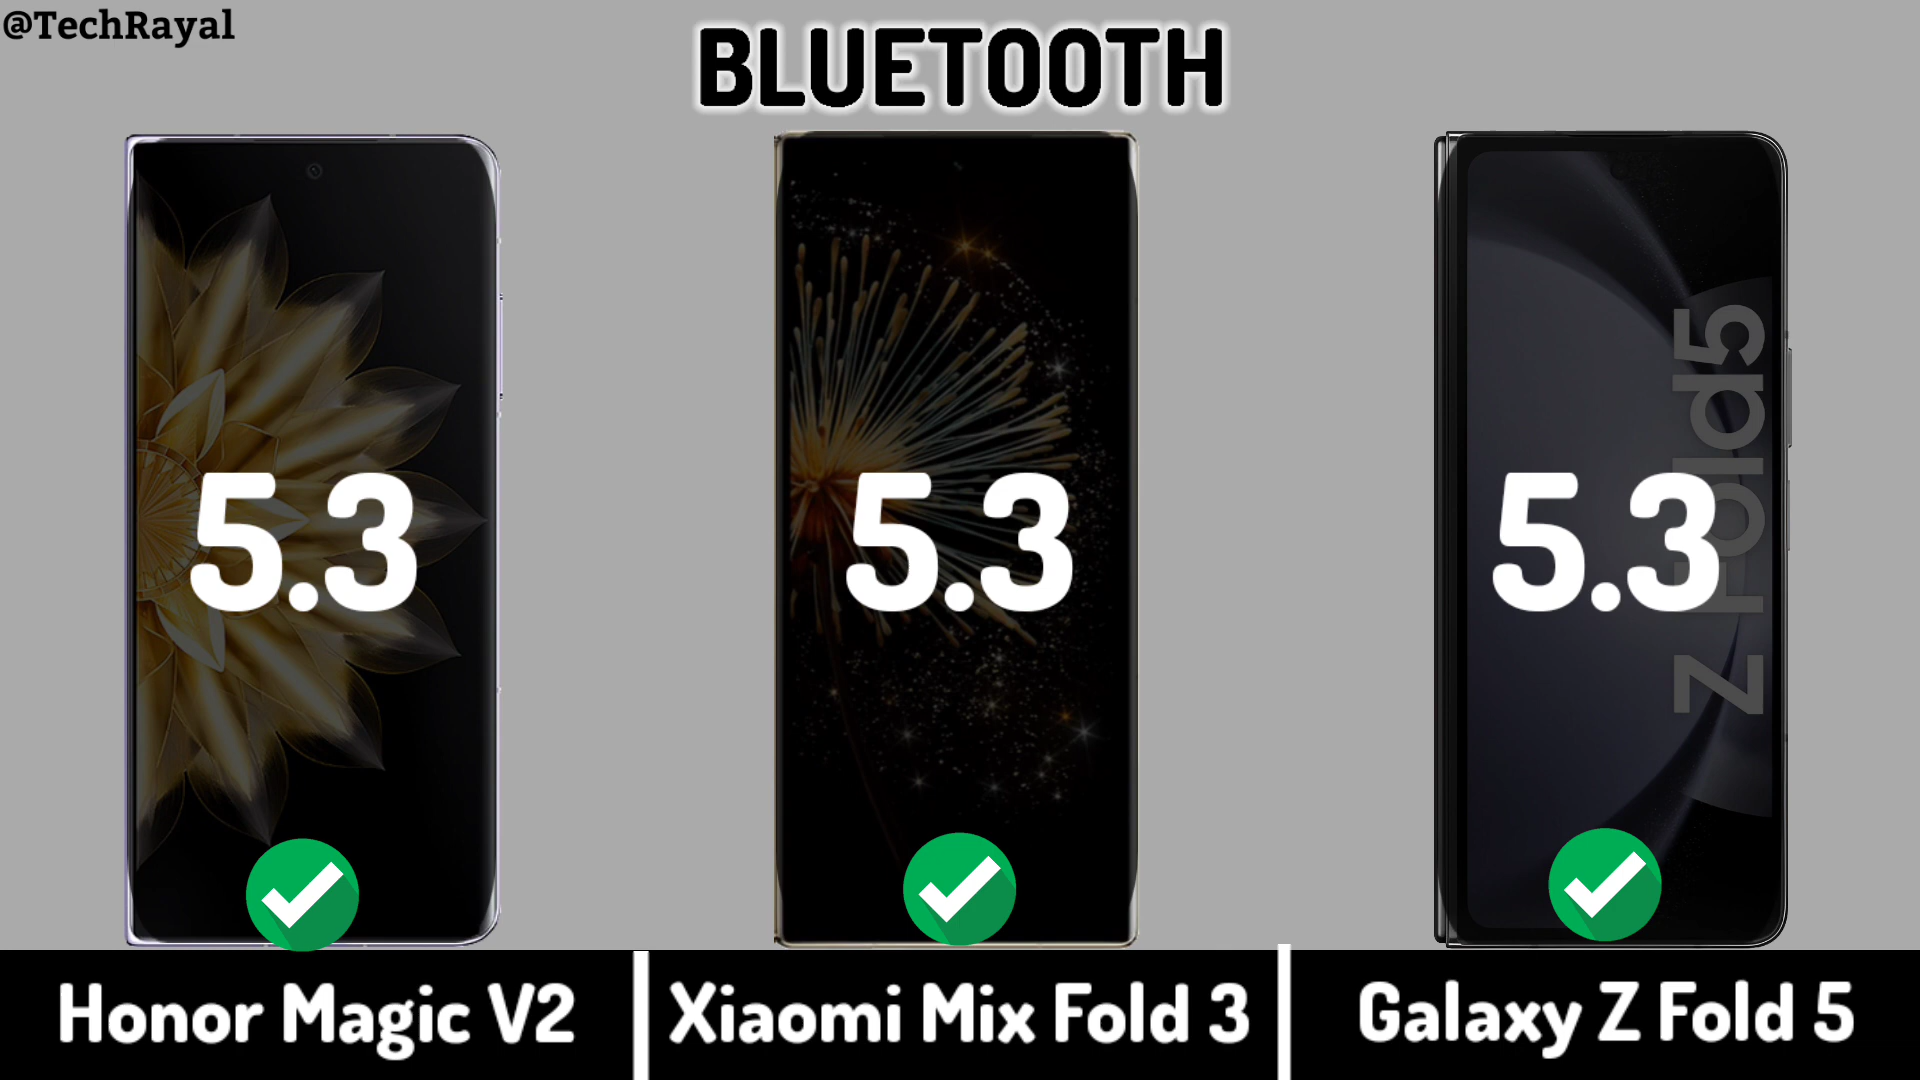 @TechRayal
BLUETOOTH
5.3
5.3
5.3
Z Fold5
Honor Magic V2
Xiaomi Mix Fold 3
Galaxy Z Fold 5